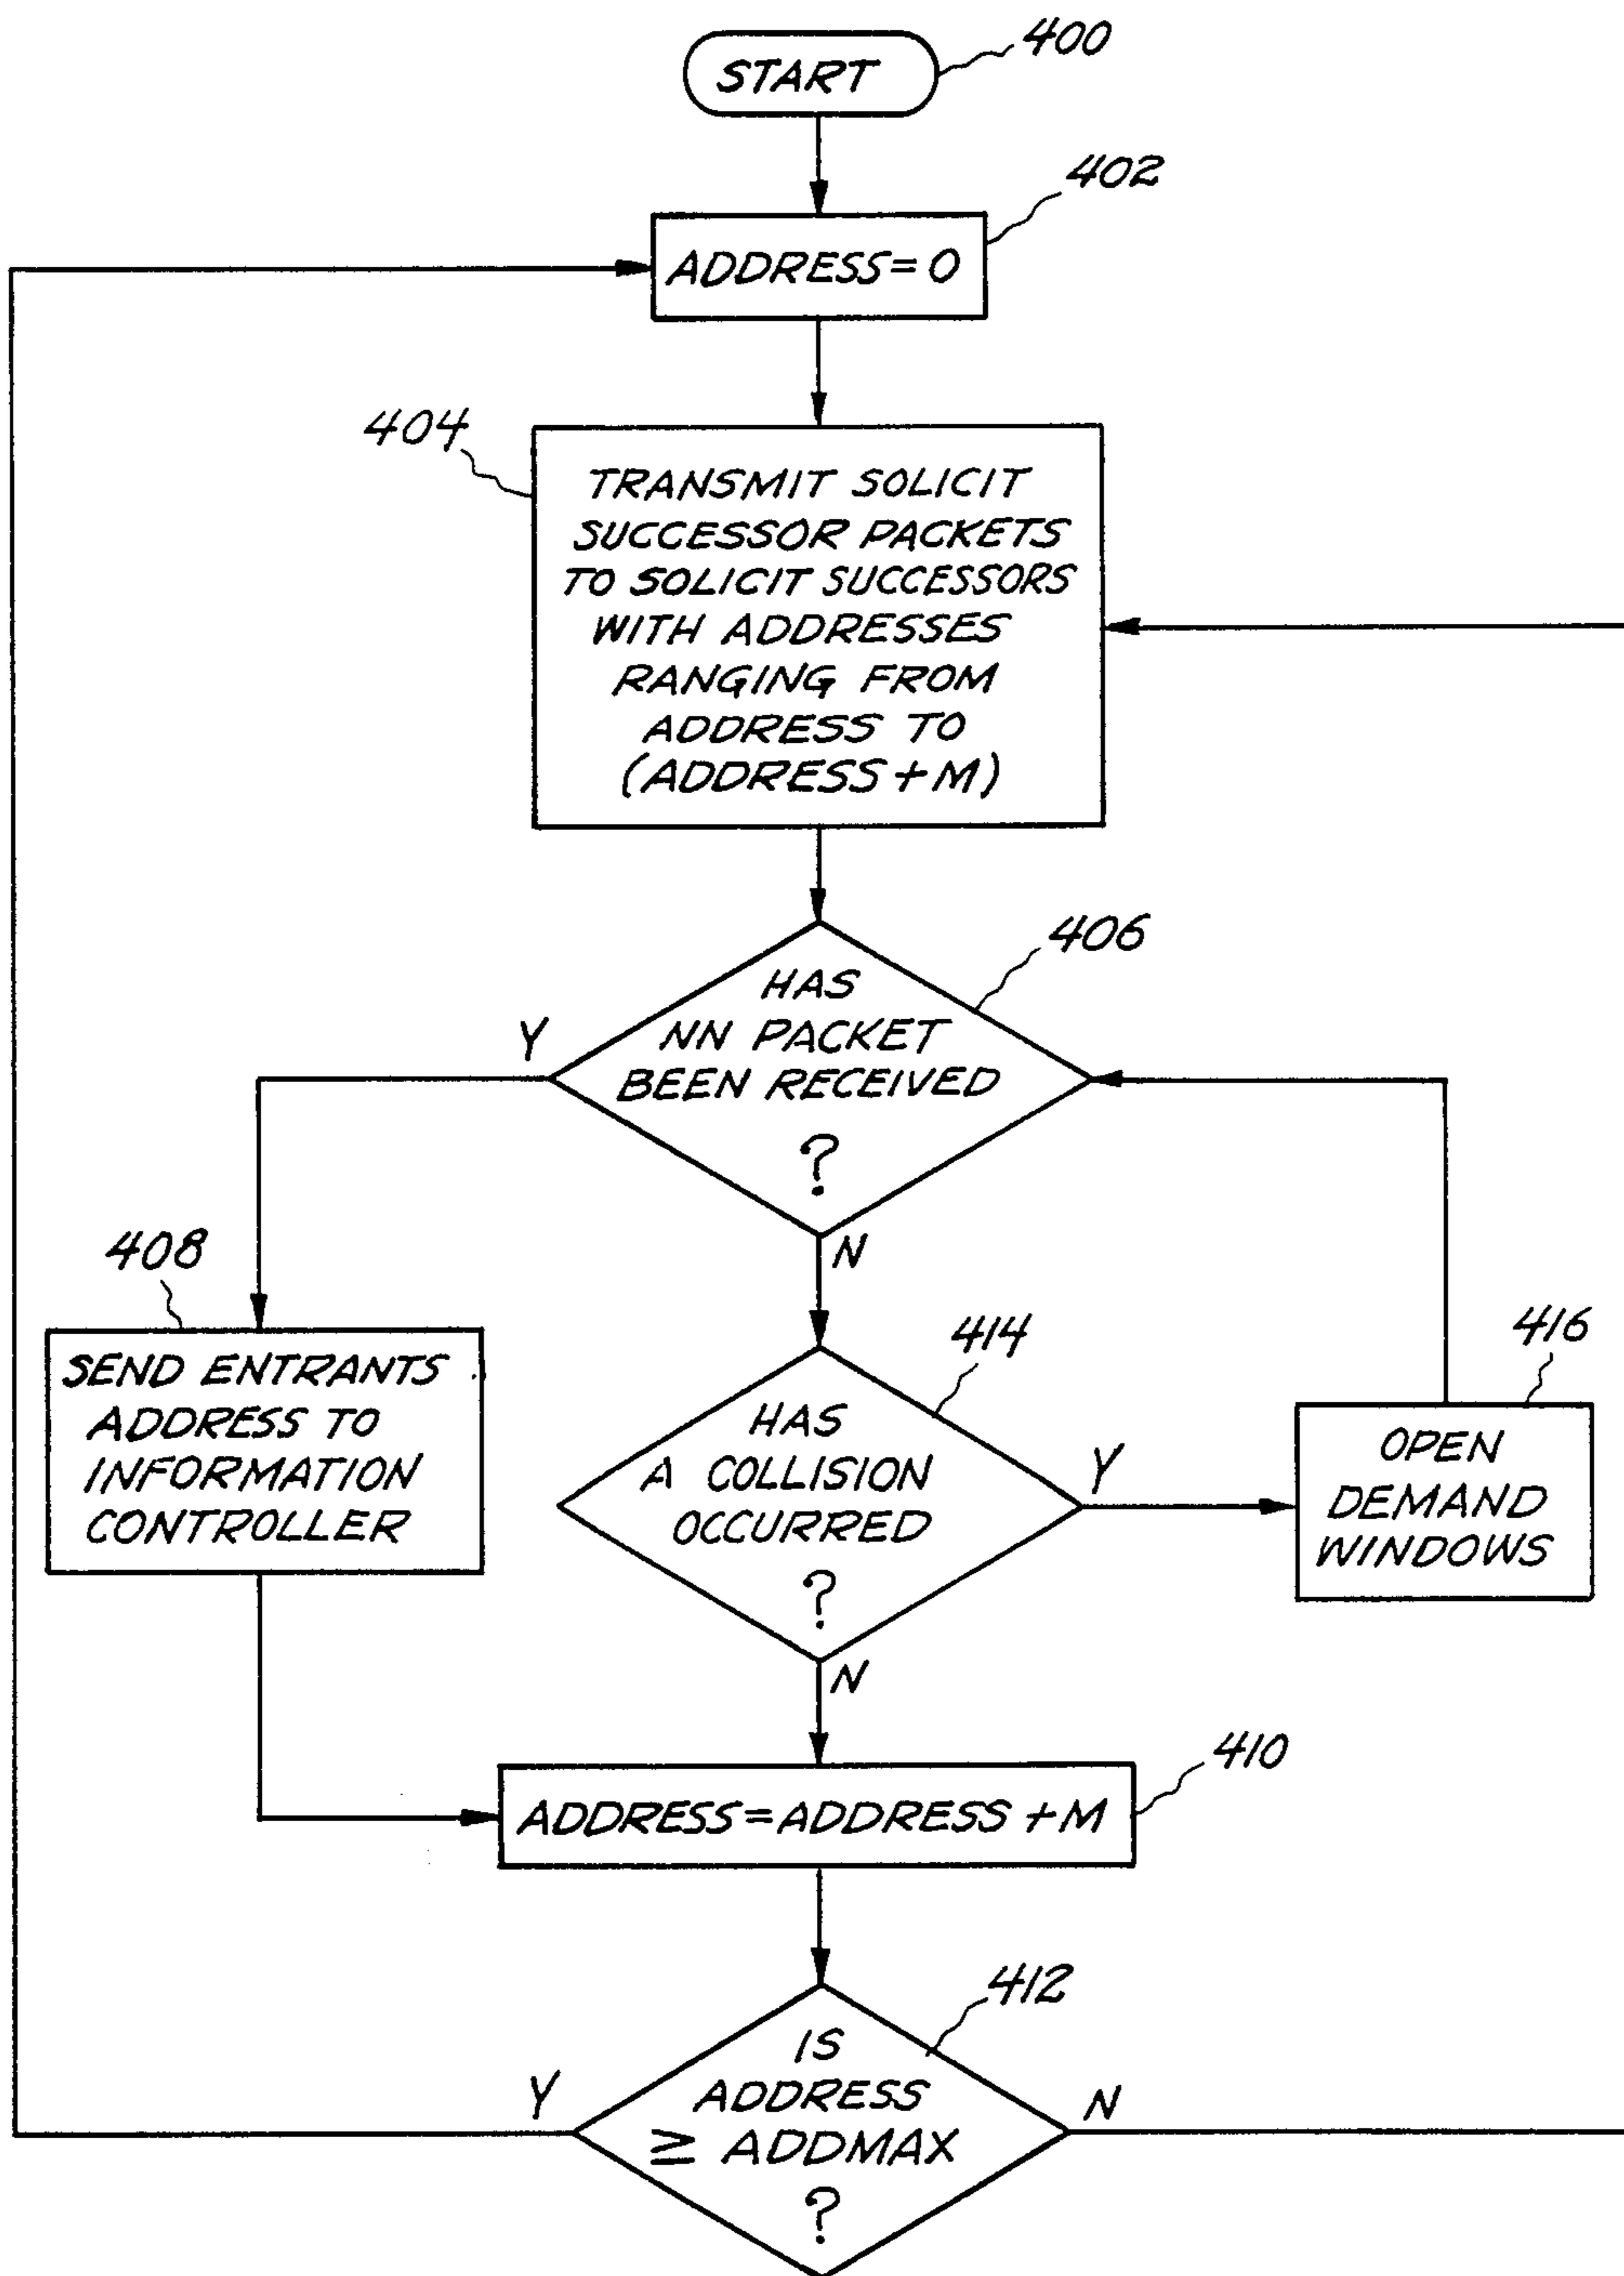 START
400
402
ADDRESS=0
404
TRANSMIT SOLICIT
SUCCESSOR PACKETS
TO SOLICIT SUCCESSORS
WITH ADDRESSES
RANGING FROM
ADDRESS TO
(ADDRESS+M)
406
HAS
NN PACKET
BEEN RECEIVED
?
Y
N
408
SEND ENTRANTS
ADDRESS TO
INFORMATION
CONTROLLER
414
HAS
A COLLISION
OCCURRED
?
Y
N
416
OPEN
DEMAND
WINDOWS
410
ADDRESS=ADDRESS+M
412
IS
ADDRESS
≥ ADDMAX
?
Y
N